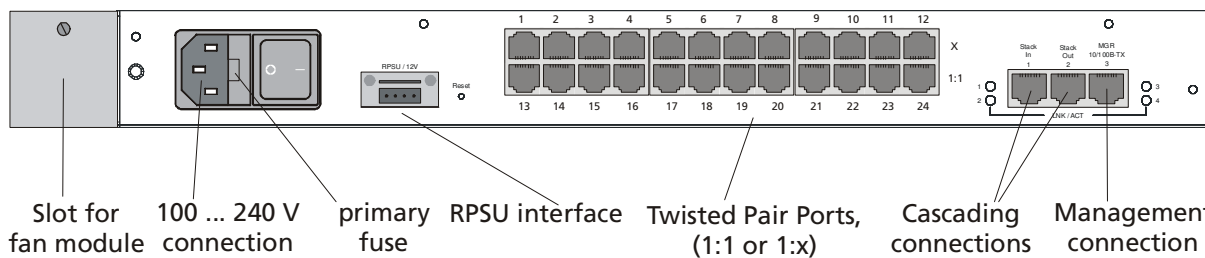 1 2 3 4 5 6 7 8 9 10 11 12
X
Stack In 1
Stack Out 2
MGR 10/100B-TX 3
RPSU / 12V
Reset
1:1
O —
1
2
3
4
13 14 15 16 17 18 19 20 21 22 23 24
LNK / ACT
Slot for
fan module
100 ... 240 V
connection
primary
fuse
RPSU interface
Twisted Pair Ports,
(1:1 or 1:x)
Cascading
connections
Management
connection